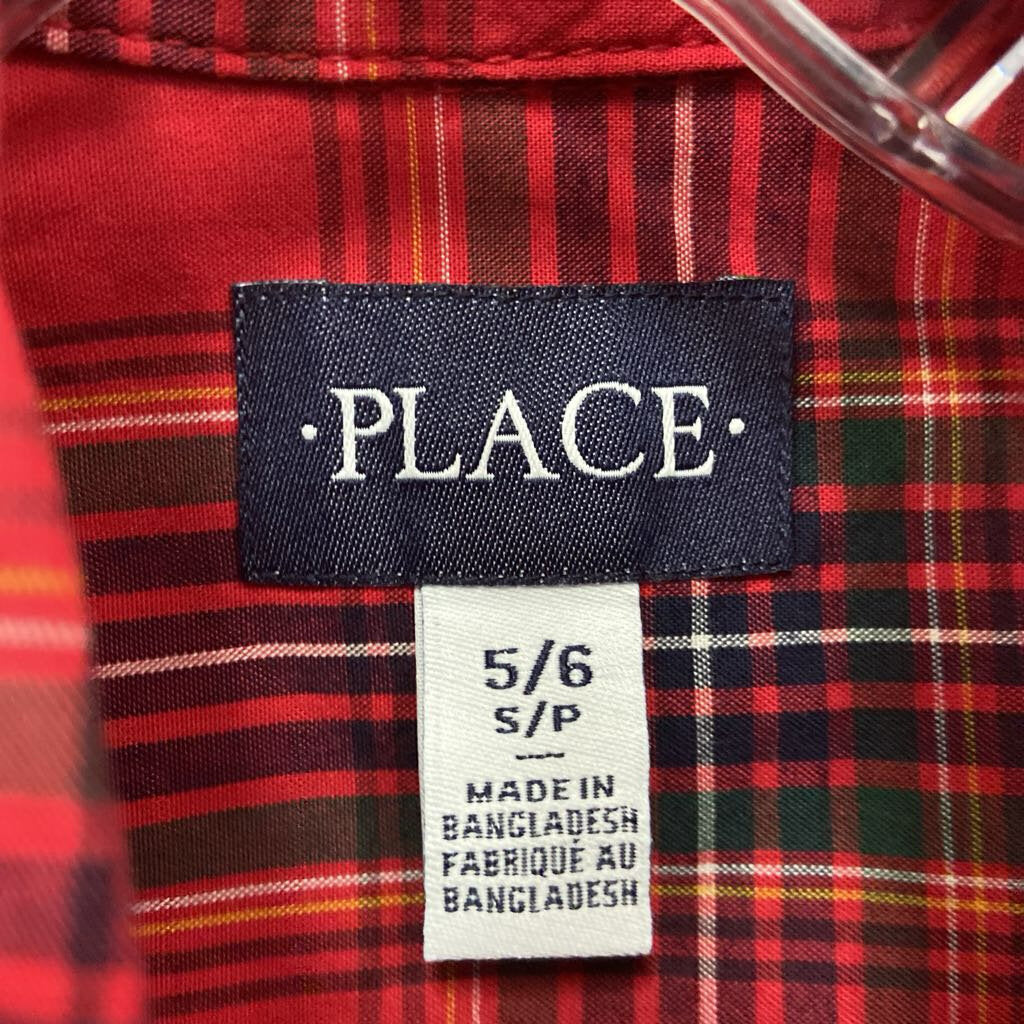 ·PLACE·
5/6
S/P
—
MADE IN
BANGLADESH
FABRIQUÉ AU
BANGLADESH